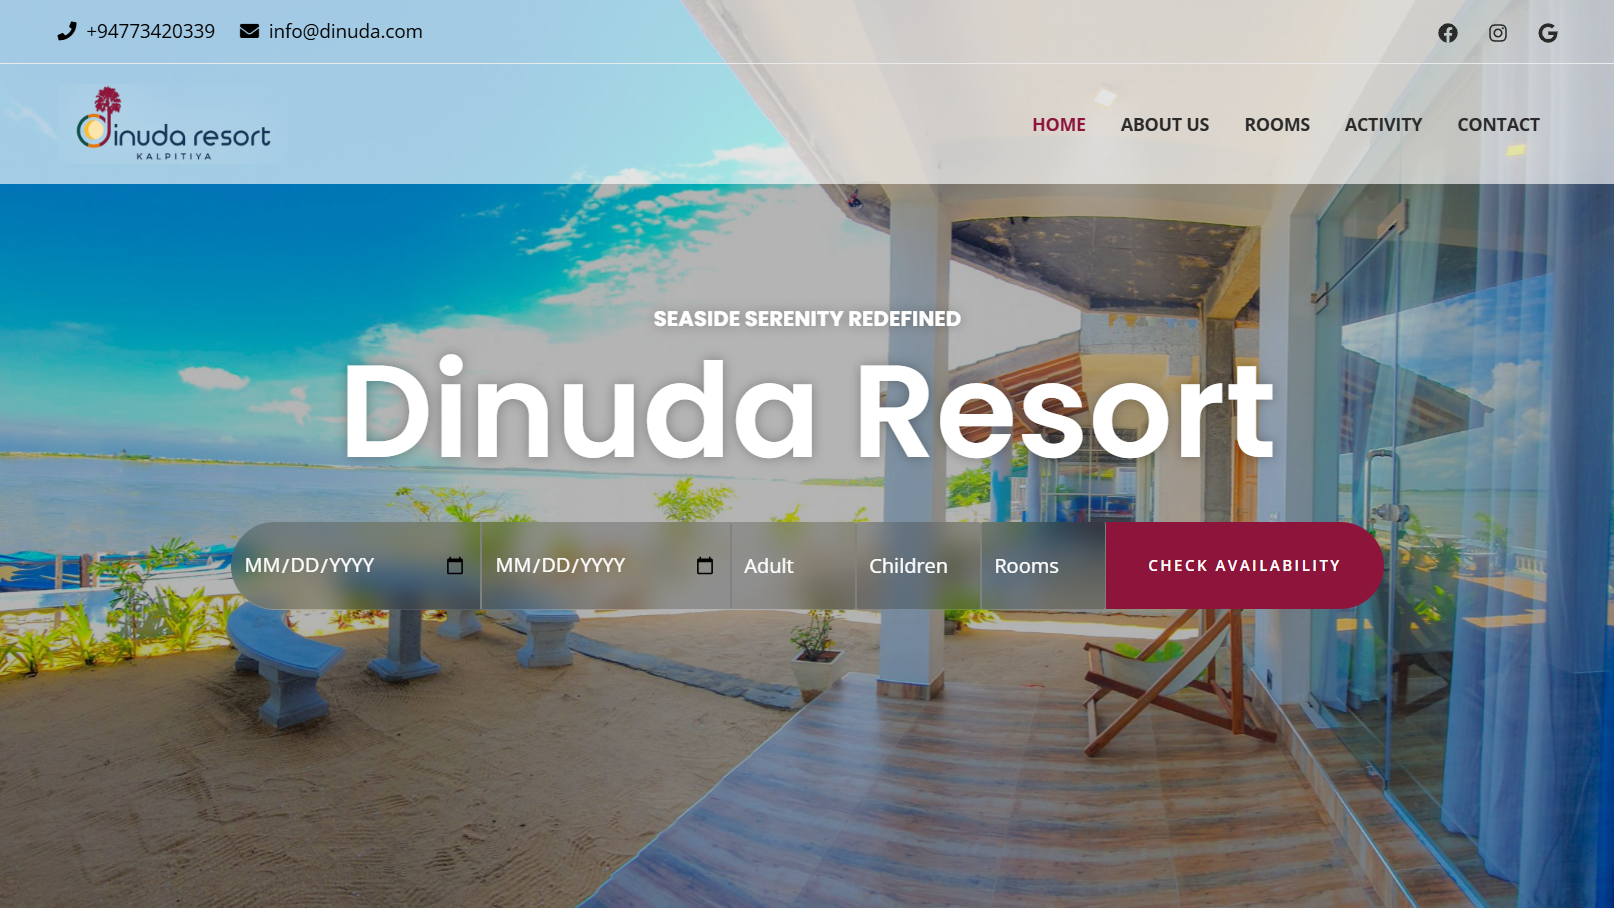 +94773420339 info@dinuda.com
dinuda resort
KALPITIYA
HOME ABOUT US ROOMS ACTIVITY CONTACT
SEASIDE SERENITY REDEFINED
Dinuda Resort
MM/DD/YYYY MM/DD/YYYY Adult Children Rooms CHECK AVAILABILITY